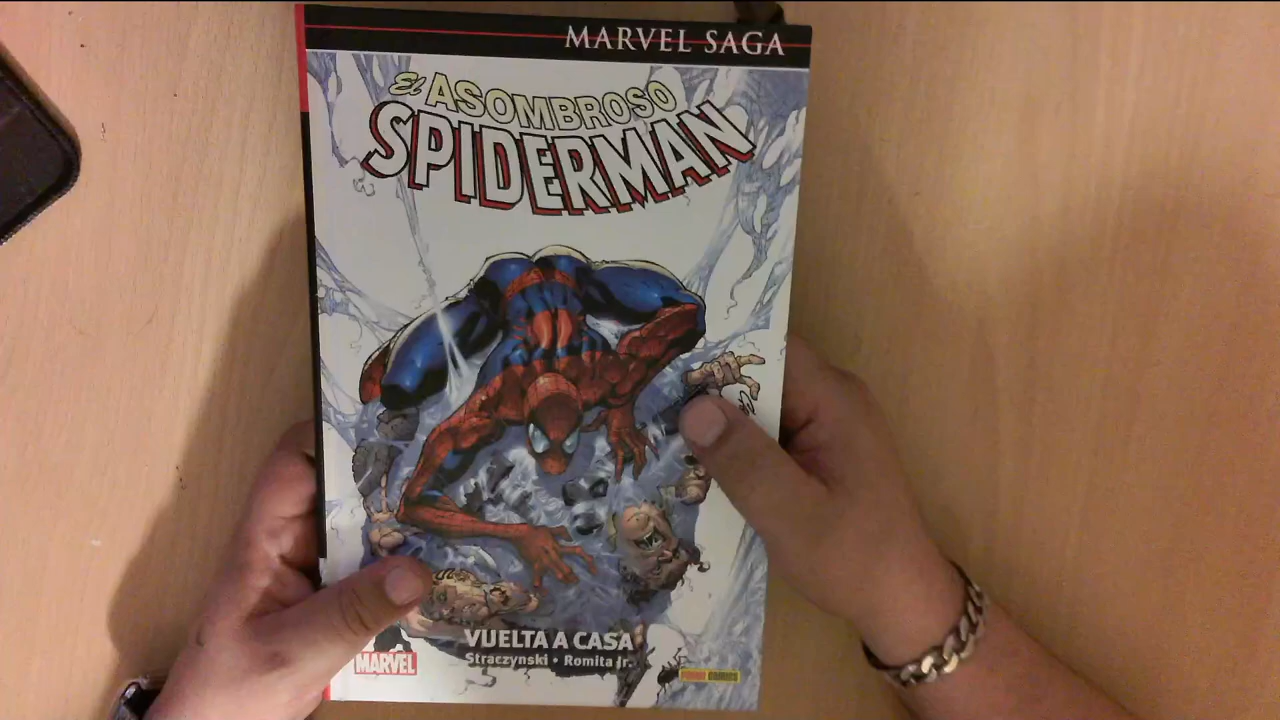 MARVEL SAGA
El ASOMBROSO
SPIDERMAN
VUELTA A CASA
Straczynski • Romita Jr.
MARVEL
PANINI COMICS